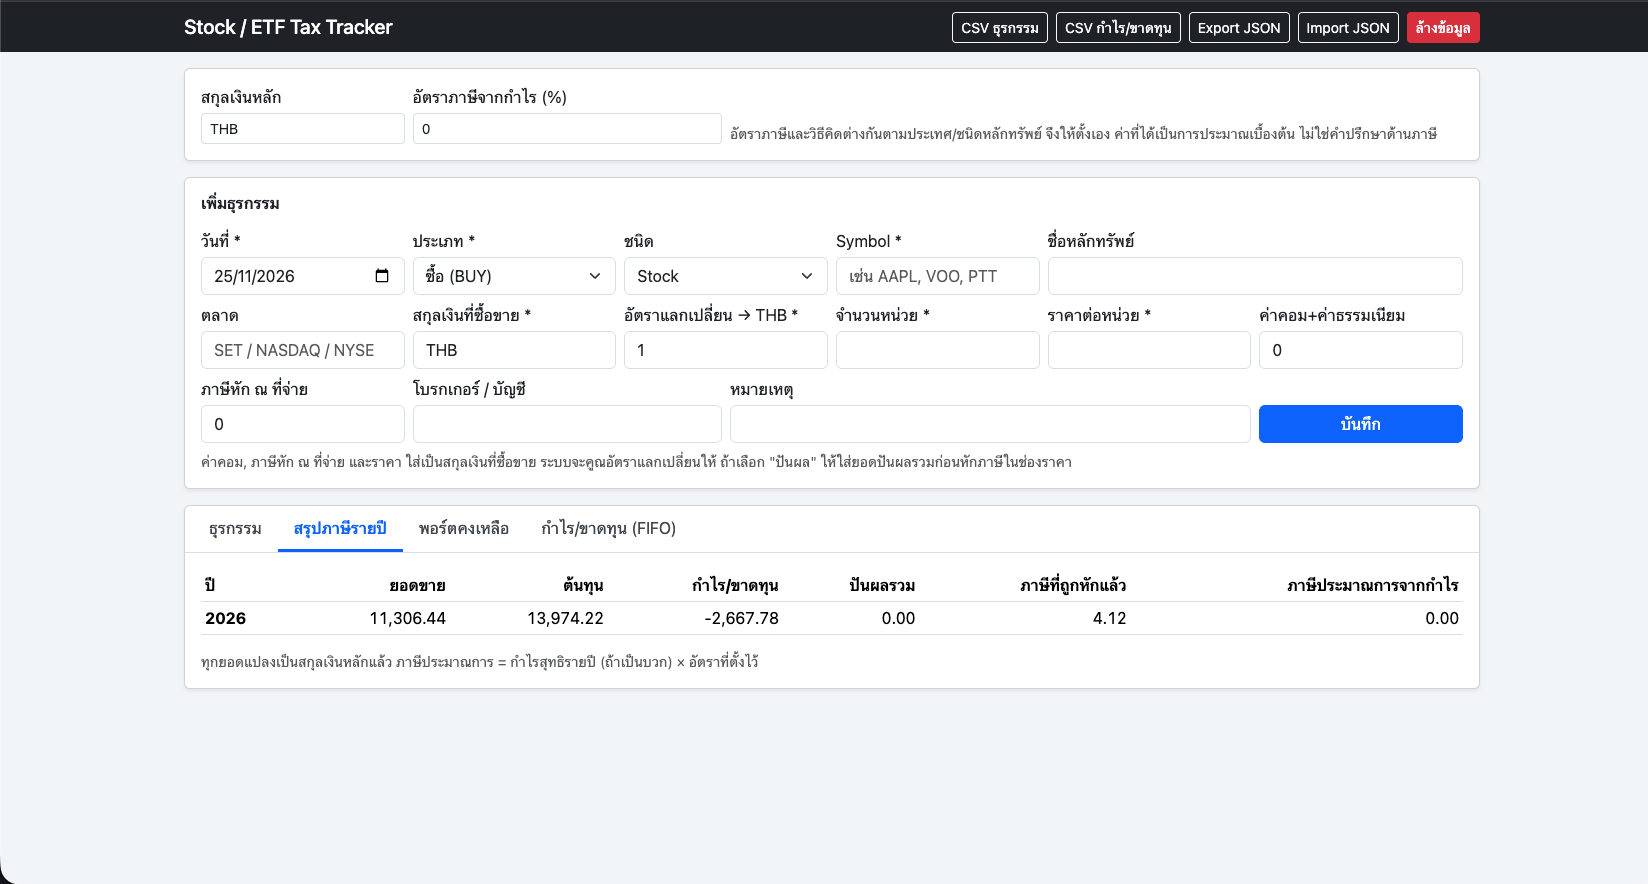 Stock / ETF Tax Tracker
CSV ธุรกรรม
CSV กำไร/ขาดทุน
Export JSON
Import JSON
ล้างข้อมูล
สกุลเงินหลัก
อัตราภาษีจากกำไร (%)
THB
0
อัตราภาษีและวิธีคิดต่างกันตามประเทศ/ชนิดหลักทรัพย์ จึงให้ตั้งเอง ค่าที่ได้เป็นการประมาณเบื้องต้น ไม่ใช่คำปรึกษาด้านภาษี
เพิ่มธุรกรรม
วันที่ * ประเภท * ชนิด Symbol * ชื่อหลักทรัพย์
25/11/2026 ซื้อ (BUY) Stock เช่น AAPL, VOO, PTT
ตลาด สกุลเงินที่ซื้อขาย * อัตราแลกเปลี่ยน → THB * จำนวนหน่วย * ราคาต่อหน่วย * ค่าคอม+ค่าธรรมเนียม
SET / NASDAQ / NYSE THB 1 0
ภาษีหัก ณ ที่จ่าย โบรกเกอร์ / บัญชี หมายเหตุ
0 บันทึก
ค่าคอม, ภาษีหัก ณ ที่จ่าย และราคา ใส่เป็นสกุลเงินที่ซื้อขาย ระบบจะคูณอัตราแลกเปลี่ยนให้ ถ้าเลือก "ปันผล" ให้ใส่ยอดปันผลรวมก่อนหักภาษีในช่องราคา
ธุรกรรม สรุปภาษีรายปี พอร์ตคงเหลือ กำไร/ขาดทุน (FIFO)
ปี ยอดขาย ต้นทุน กำไร/ขาดทุน ปันผลรวม ภาษีที่ถูกหักแล้ว ภาษีประมาณการจากกำไร
2026 11,306.44 13,974.22 -2,667.78 0.00 4.12 0.00
ทุกยอดแปลงเป็นสกุลเงินหลักแล้ว ภาษีประมาณการ = กำไรสุทธิรายปี (ถ้าเป็นบวก) × อัตราที่ตั้งไว้